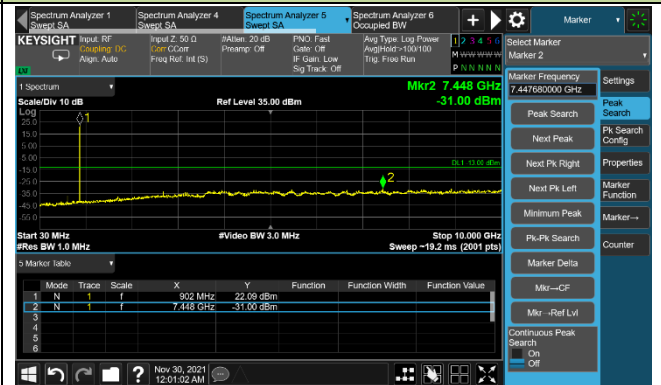 Spectrum Analyzer 1
Swept SA
Spectrum Analyzer 4
Swept SA
Spectrum Analyzer 5
Swept SA
Spectrum Analyzer 6
Occupied BW
+
Marker
KEYSIGHT
Input: RF
Coupling: DC
Align: Auto
Input Z: 50 Ω
Corr CCorr
Freq Ref: Int (S)
#Atten: 20 dB
Preamp: Off
PNO: Fast
Gate: Off
IF Gain: Low
Sig Track: Off
Avg Type: Log-Power
Avg|Hold:>100/100
Trig: Free Run
1 2 3 4 5 6
M W W W W W
P N N N N N
LU
Select Marker
Marker 2
Marker Frequency
7.447680000 GHz
Settings
Peak Search
Peak
Search
Next Peak
Pk Search
Config
Next Pk Right
Properties
Next Pk Left
Marker
Function
Minimum Peak
Marker→
Pk-Pk Search
Counter
Marker Delta
Mkr→CF
Mkr→Ref Lvl
Continuous Peak
Search
On
Off
1 Spectrum
Scale/Div 10 dB
Log
Ref Level 35.00 dBm
Mkr2 7.448 GHz
-31.00 dBm
25.0
15.0
5.00
-5.00
-15.0
-25.0
-35.0
-45.0
-55.0
1
2
DL1 -13.00 dBm
Start 30 MHz
#Res BW 1.0 MHz
#Video BW 3.0 MHz
Stop 10.000 GHz
Sweep ~19.2 ms (2001 pts)
5 Marker Table
Mode Trace Scale X Y Function Function Width Function Value
1 N 1 f 902 MHz 22.09 dBm
2 N 1 f 7.448 GHz -31.00 dBm
3
4
5
6
?
Nov 30, 2021
12:01:02 AM